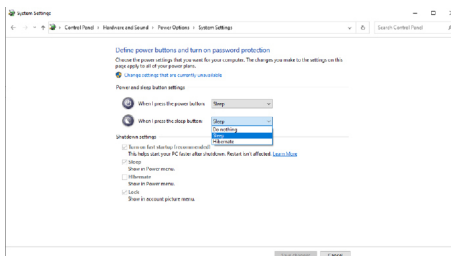 System Settings
Control Panel › Hardware and Sound › Power Options › System Settings
Search Control Panel
Define power buttons and turn on password protection
Choose the power settings that you want for your computer. The changes you make to the settings on this
page apply to all of your power plans.
Change settings that are currently unavailable
Power and sleep button settings
When I press the power button: Sleep
When I press the sleep button: Sleep
Do nothing
Sleep
Hibernate
Shutdown settings
Turn on fast startup (recommended)
This helps start your PC faster after shutdown. Restart isn't affected. Learn More
Sleep
Show in Power menu.
Hibernate
Show in Power menu.
Lock
Show in account picture menu.